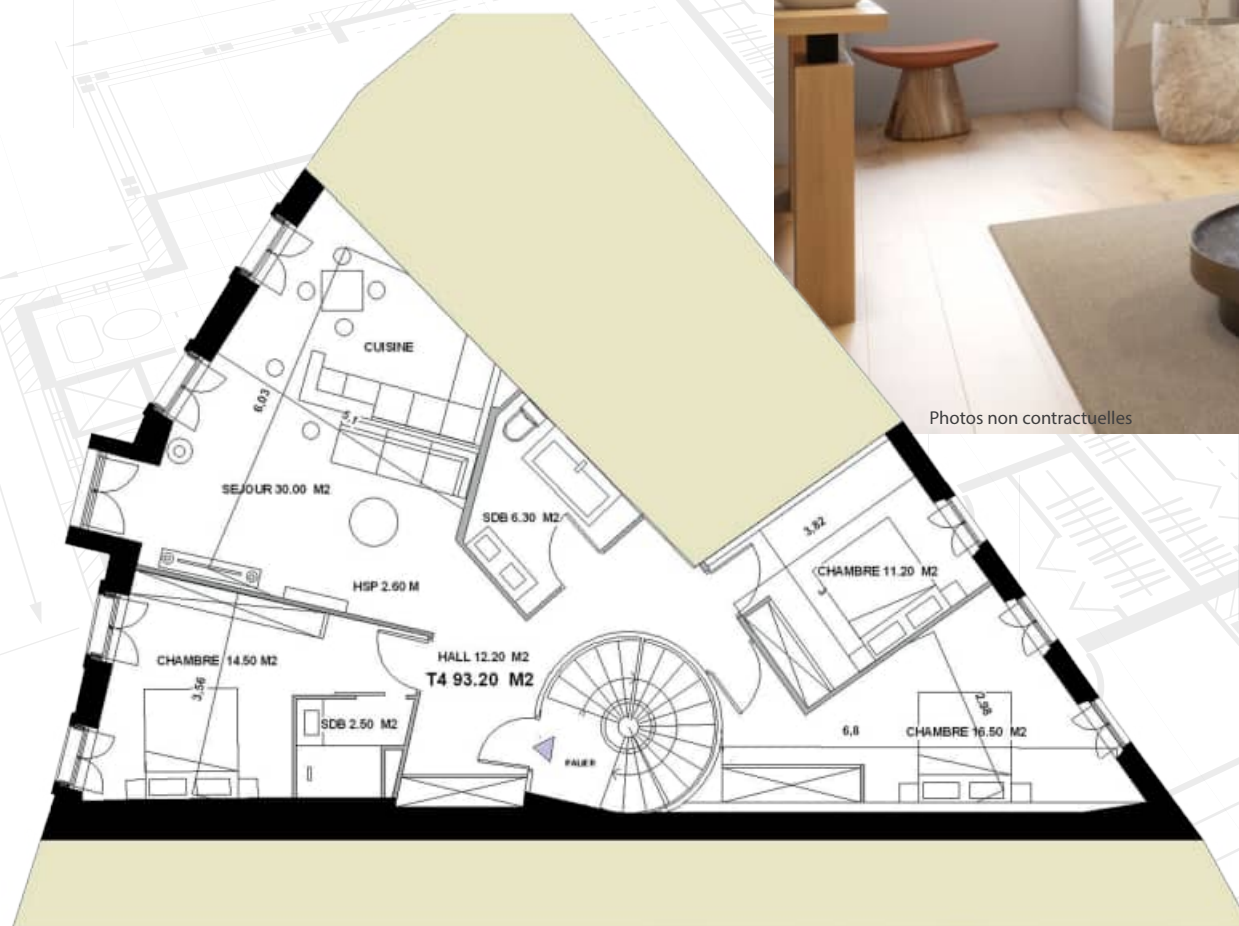 Photos non contractuelles
CUISINE
6,03
5,1
SEJOUR 30.00 M2
SDB 6.30 M2
3,82
CHAMBRE 11.20 M2
HSP 2.60 M
HALL 12.20 M2
T4 93.20 M2
CHAMBRE 14.50 M2
3,56
SDB 2.50 M2
PALIER
6,8
2,98
CHAMBRE 16.50 M2